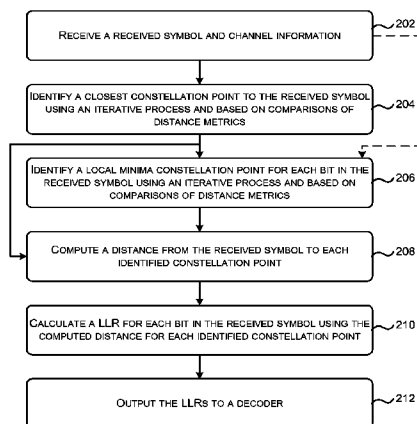 RECEIVE A RECEIVED SYMBOL AND CHANNEL INFORMATION
202
IDENTIFY A CLOSEST CONSTELLATION POINT TO THE RECEIVED SYMBOL
USING AN ITERATIVE PROCESS AND BASED ON COMPARISONS OF
DISTANCE METRICS
204
IDENTIFY A LOCAL MINIMA CONSTELLATION POINT FOR EACH BIT IN THE
RECEIVED SYMBOL USING AN ITERATIVE PROCESS AND BASED ON
COMPARISONS OF DISTANCE METRICS
206
COMPUTE A DISTANCE FROM THE RECEIVED SYMBOL TO EACH
IDENTIFIED CONSTELLATION POINT
208
CALCULATE A LLR FOR EACH BIT IN THE RECEIVED SYMBOL USING THE
COMPUTED DISTANCE FOR EACH IDENTIFIED CONSTELLATION POINT
210
OUTPUT THE LLRS TO A DECODER
212